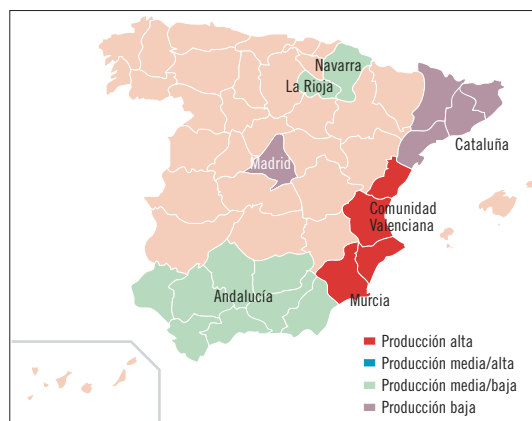 Navarra
La Rioja
Madrid
Cataluña
Comunidad
Valenciana
Andalucía
Murcia
Producción alta
Producción media/alta
Producción media/baja
Producción baja